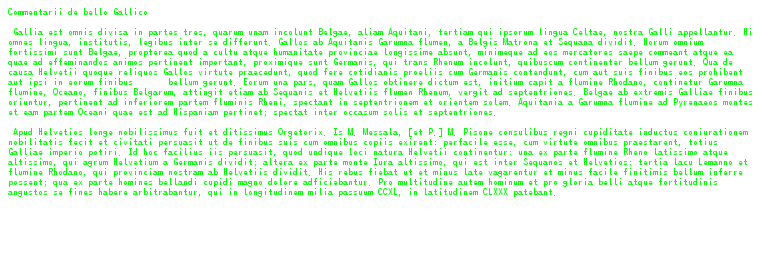 Commentarii de bello Gallico
Gallia est omnis divisa in partes tres, quarum unam incolunt Belgae, aliam Aquitani, tertiam qui ipsorum lingua Celtae, nostra Galli appellantur. Hi
omnes lingua, institutis, legibus inter se differunt. Gallos ab Aquitanis Garumna flumen, a Belgis Matrona et Sequana dividit. Horum omnium
fortissimi sunt Belgae, propterea quod a cultu atque humanitate provinciae longissime absunt, minimeque ad eos mercatores saepe commeant atque ea
quae ad effeminandos animos pertinent important, proximique sunt Germanis, qui trans Rhenum incolunt, quibuscum continenter bellum gerunt. Qua de
causa Helvetii quoque reliquos Gallos virtute praecedunt, quod fere cotidianis proeliis cum Germanis contendunt, cum aut suis finibus eos prohibent
aut ipsi in eorum finibus bellum gerunt. Eorum una pars, quam Gallos obtinere dictum est, initium capit a flumine Rhodano, continetur Garumna
flumine, Oceano, finibus Belgarum, attingit etiam ab Sequanis et Helvetiis flumen Rhenum, vergit ad septentriones. Belgae ab extremis Galliae finibus
oriuntur, pertinent ad inferiorem partem fluminis Rheni, spectant in septentrionem et orientem solem. Aquitania a Garumna flumine ad Pyrenaeos montes
et eam partem Oceani quae est ad Hispaniam pertinet; spectat inter occasum solis et septentriones.
Apud Helvetios longe nobilissimus fuit et ditissimus Orgetorix. Is M. Messala, [et P.] M. Pisone consulibus regni cupiditate inductus coniurationem
nobilitatis fecit et civitati persuasit ut de finibus suis cum omnibus copiis exirent: perfacile esse, cum virtute omnibus praestarent, totius
Galliae imperio potiri. Id hoc facilius iis persuasit, quod undique loci natura Helvetii continentur: una ex parte flumine Rheno latissimo atque
altissimo, qui agrum Helvetium a Germanis dividit; altera ex parte monte Iura altissimo, qui est inter Sequanos et Helvetios; tertia lacu Lemanno et
flumine Rhodano, qui provinciam nostram ab Helvetiis dividit. His rebus fiebat ut et minus late vagarentur et minus facile finitimis bellum inferre
possent; qua ex parte homines bellandi cupidi magno dolore adficiebantur. Pro multitudine autem hominum et pro gloria belli atque fortitudinis
angustos se fines habere arbitrabantur, qui in longitudinem milia passuum CCXL, in latitudinem CLXXX patebant.